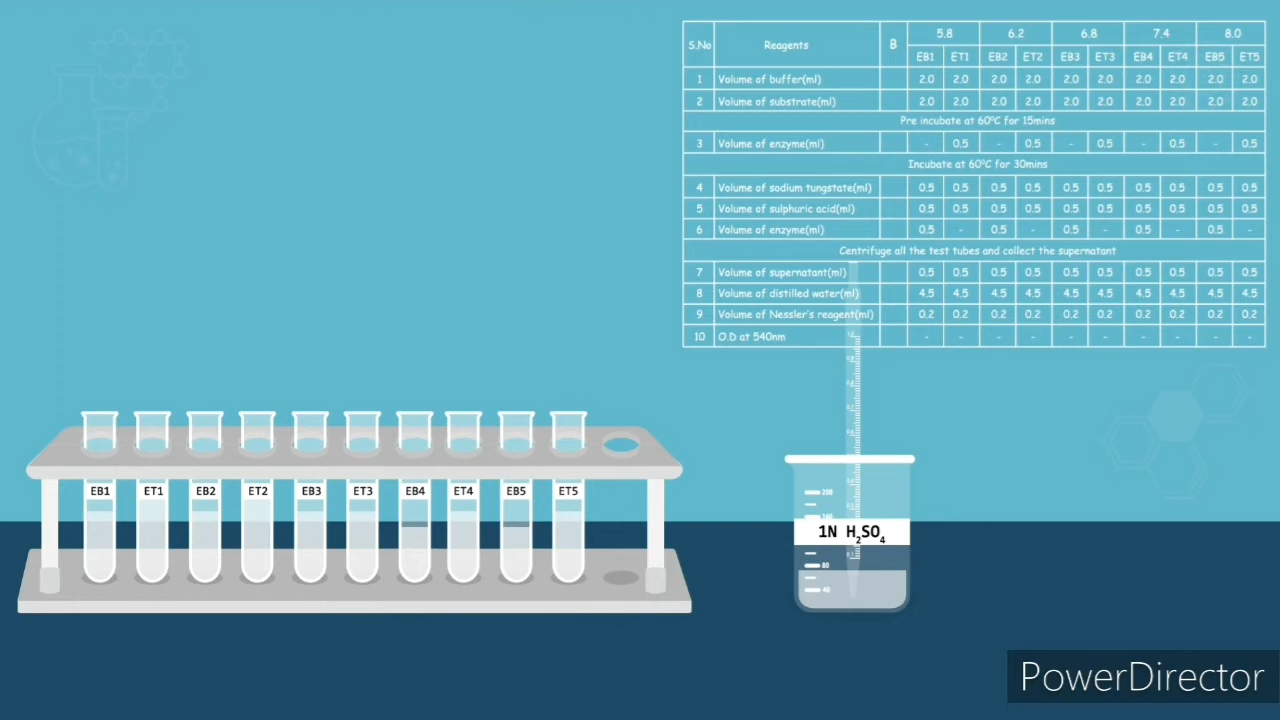 5.8 6.2 6.8 7.4 8.0
S.No Reagents B
EB1 ET1 EB2 ET2 EB3 ET3 EB4 ET4 EB5 ET5
1 Volume of buffer(ml) 2.0 2.0 2.0 2.0 2.0 2.0 2.0 2.0 2.0 2.0
2 Volume of substrate(ml) 2.0 2.0 2.0 2.0 2.0 2.0 2.0 2.0 2.0 2.0
Pre incubate at 60⁰C for 15mins
3 Volume of enzyme(ml) - 0.5 - 0.5 - 0.5 - 0.5 - 0.5
Incubate at 60⁰C for 30mins
4 Volume of sodium tungstate(ml) 0.5 0.5 0.5 0.5 0.5 0.5 0.5 0.5 0.5 0.5
5 Volume of sulphuric acid(ml) 0.5 0.5 0.5 0.5 0.5 0.5 0.5 0.5 0.5 0.5
6 Volume of enzyme(ml) 0.5 - 0.5 - 0.5 - 0.5 - 0.5 -
Centrifuge all the test tubes and collect the supernatant
7 Volume of supernatant(ml) 0.5 0.5 0.5 0.5 0.5 0.5 0.5 0.5 0.5 0.5
8 Volume of distilled water(ml) 4.5 4.5 4.5 4.5 4.5 4.5 4.5 4.5 4.5 4.5
9 Volume of Nessler's reagent(ml) 0.2 0.2 0.2 0.2 0.2 0.2 0.2 0.2 0.2 0.2
10 O.D at 540nm - - - - - - - - - -
EB1 ET1 EB2 ET2 EB3 ET3 EB4 ET4 EB5 ET5
200
1N H₂SO₄
80
40
PowerDirector